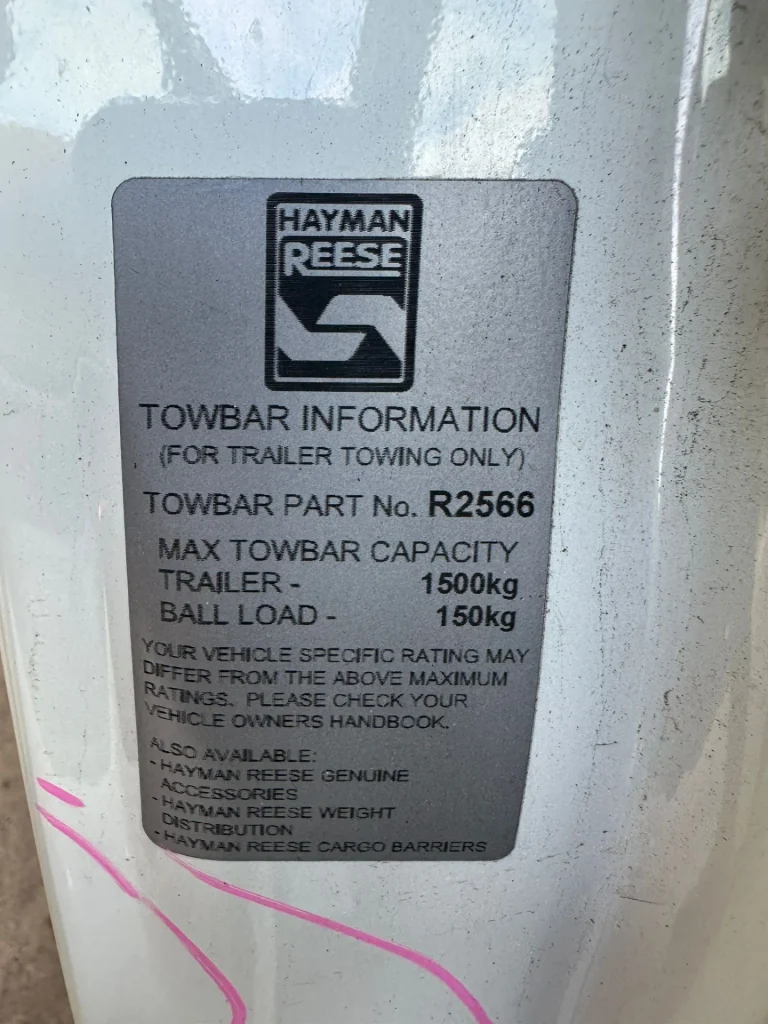 HAYMAN
REESE
TOWBAR INFORMATION
(FOR TRAILER TOWING ONLY)
TOWBAR PART No. R2566
MAX TOWBAR CAPACITY
TRAILER - 1500kg
BALL LOAD - 150kg
YOUR VEHICLE SPECIFIC RATING MAY
DIFFER FROM THE ABOVE MAXIMUM
RATINGS. PLEASE CHECK YOUR
VEHICLE OWNERS HANDBOOK.
ALSO AVAILABLE:
- HAYMAN REESE GENUINE
ACCESSORIES
- HAYMAN REESE WEIGHT
DISTRIBUTION
- HAYMAN REESE CARGO BARRIERS